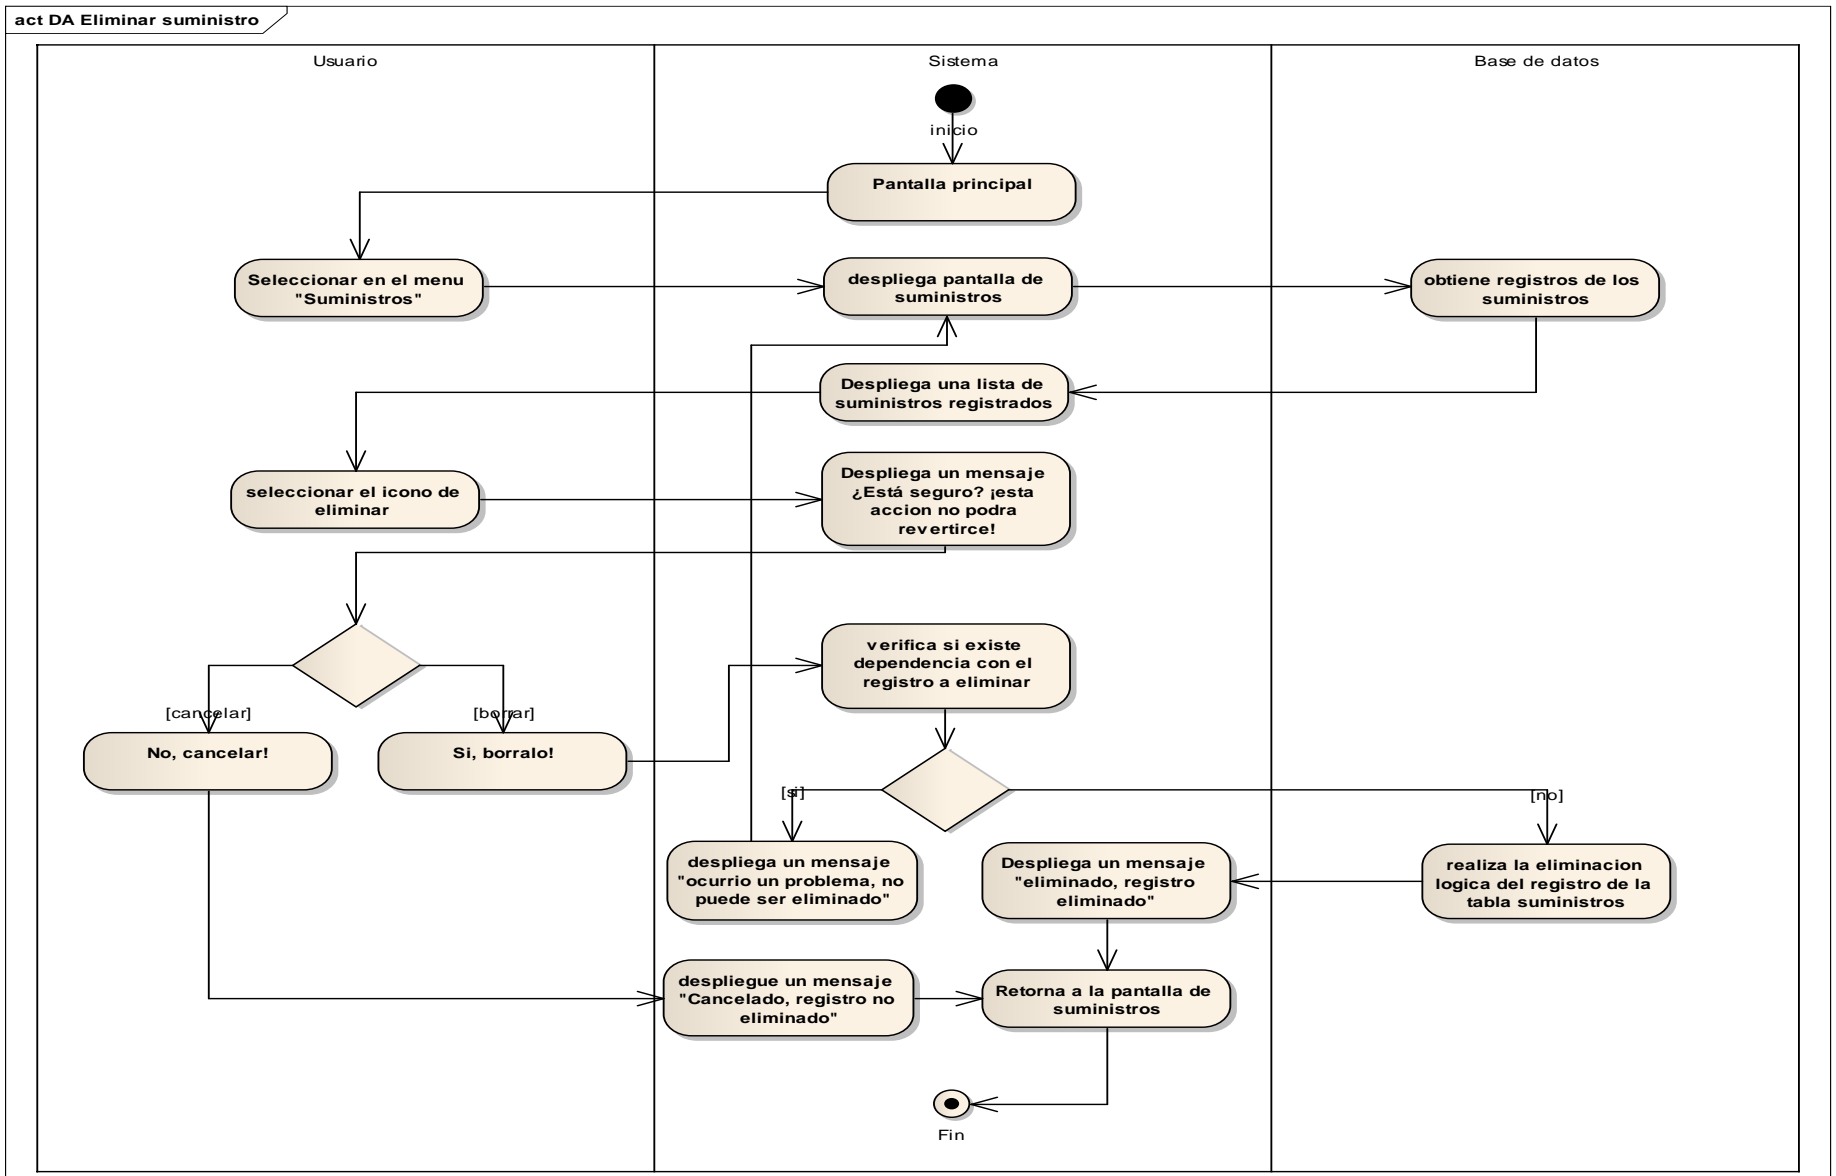 act DA Eliminar suministro
Usuario
Sistema
Base de datos
inicio
Pantalla principal
Seleccionar en el menu
"Suministros"
despliega pantalla de
suministros
obtiene registros de los
suministros
Despliega una lista de
suministros registrados
seleccionar el icono de
eliminar
Despliega un mensaje
¿Está seguro? ¡esta
accion no podra
revertirce!
verifica si existe
dependencia con el
registro a eliminar
[cancelar]
[borrar]
No, cancelar!
Si, borralo!
[si]
[no]
despliega un mensaje
"ocurrio un problema, no
puede ser eliminado"
Despliega un mensaje
"eliminado, registro
eliminado"
realiza la eliminacion
logica del registro de la
tabla suministros
despliegue un mensaje
"Cancelado, registro no
eliminado"
Retorna a la pantalla de
suministros
Fin